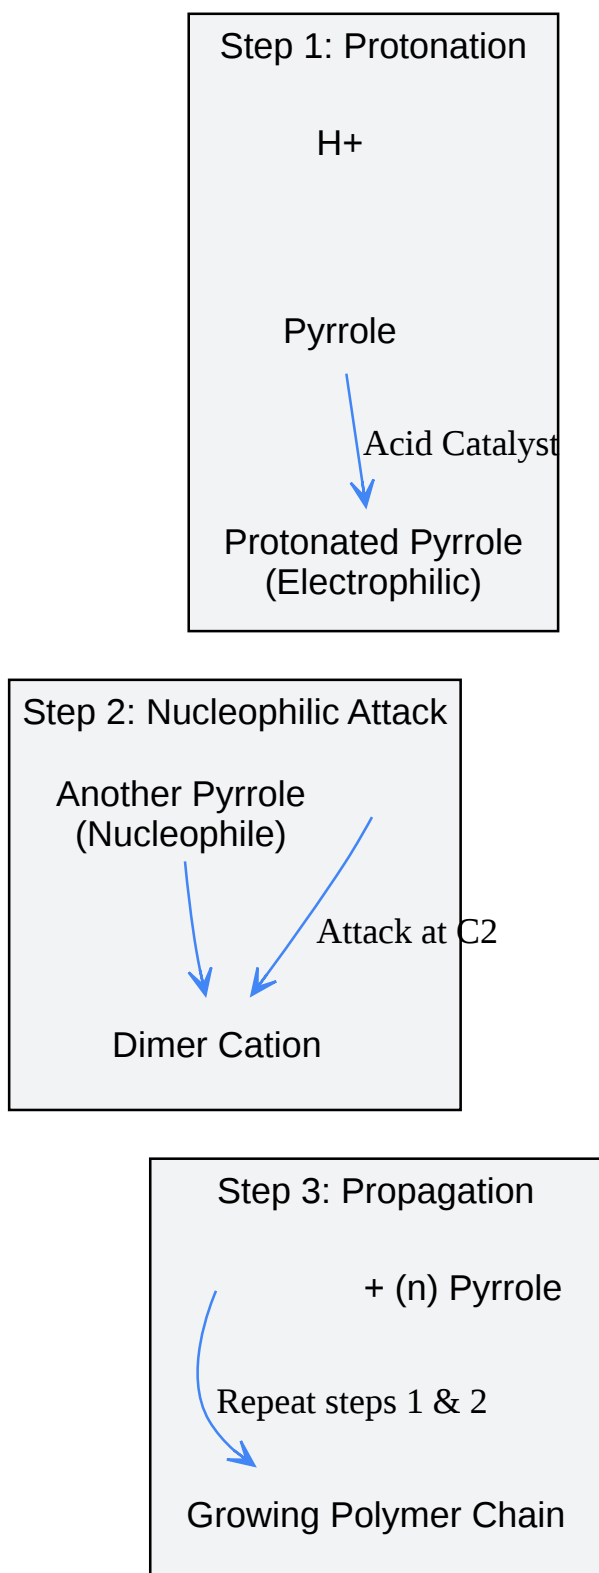 Step 1: Protonation
H+
Pyrrole
Acid Catalyst
Protonated Pyrrole
(Electrophilic)
Step 2: Nucleophilic Attack
Another Pyrrole
(Nucleophile)
Attack at C2
Dimer Cation
Step 3: Propagation
+ (n) Pyrrole
Repeat steps 1 & 2
Growing Polymer Chain